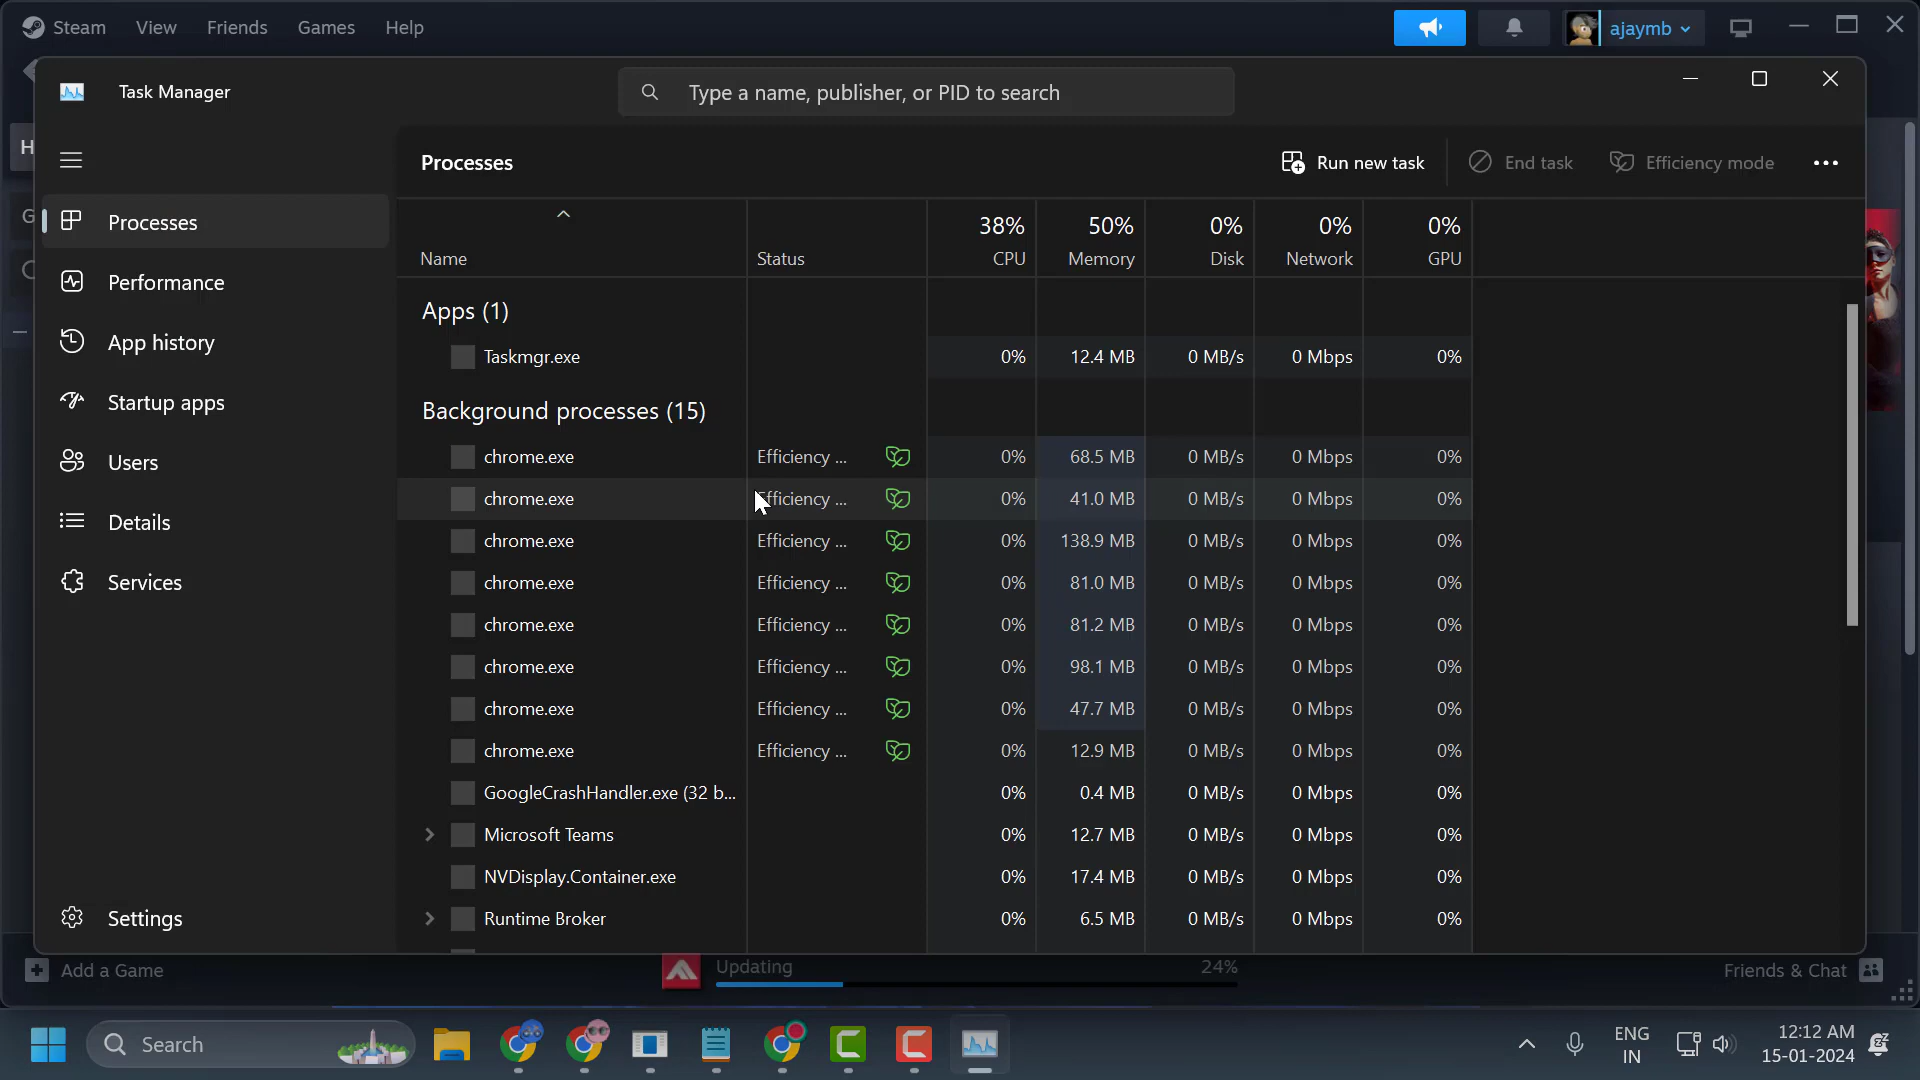 Steam View Friends Games Help ajaymb
Task Manager
Type a name, publisher, or PID to search
Processes
Run new task End task Efficiency mode
Processes
Performance
App history
Startup apps
Users
Details
Services
Settings
38% 50% 0% 0% 0%
Name Status CPU Memory Disk Network GPU
Apps (1)
Taskmgr.exe 0% 12.4 MB 0 MB/s 0 Mbps 0%
Background processes (15)
chrome.exe Efficiency ... 0% 68.5 MB 0 MB/s 0 Mbps 0%
chrome.exe Efficiency ... 0% 41.0 MB 0 MB/s 0 Mbps 0%
chrome.exe Efficiency ... 0% 138.9 MB 0 MB/s 0 Mbps 0%
chrome.exe Efficiency ... 0% 81.0 MB 0 MB/s 0 Mbps 0%
chrome.exe Efficiency ... 0% 81.2 MB 0 MB/s 0 Mbps 0%
chrome.exe Efficiency ... 0% 98.1 MB 0 MB/s 0 Mbps 0%
chrome.exe Efficiency ... 0% 47.7 MB 0 MB/s 0 Mbps 0%
chrome.exe Efficiency ... 0% 12.9 MB 0 MB/s 0 Mbps 0%
GoogleCrashHandler.exe (32 b... 0% 0.4 MB 0 MB/s 0 Mbps 0%
Microsoft Teams 0% 12.7 MB 0 MB/s 0 Mbps 0%
NVDisplay.Container.exe 0% 17.4 MB 0 MB/s 0 Mbps 0%
Runtime Broker 0% 6.5 MB 0 MB/s 0 Mbps 0%
Add a Game Updating 24% Friends & Chat
Search
ENG
IN
12:12 AM
15-01-2024